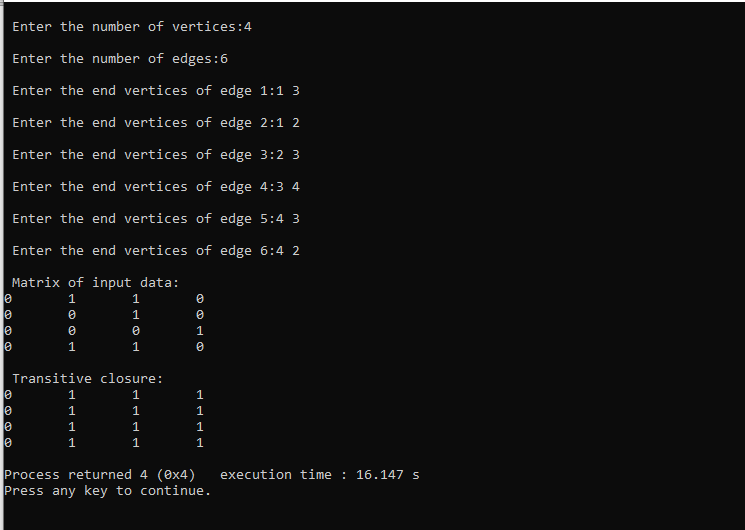 Enter the number of vertices:4
Enter the number of edges:6
Enter the end vertices of edge 1:1 3
Enter the end vertices of edge 2:1 2
Enter the end vertices of edge 3:2 3
Enter the end vertices of edge 4:3 4
Enter the end vertices of edge 5:4 3
Enter the end vertices of edge 6:4 2
Matrix of input data:
0 1 1 0
0 0 1 0
0 0 0 1
0 1 1 0
Transitive closure:
0 1 1 1
0 1 1 1
0 1 1 1
0 1 1 1
Process returned 4 (0x4) execution time : 16.147 s
Press any key to continue.